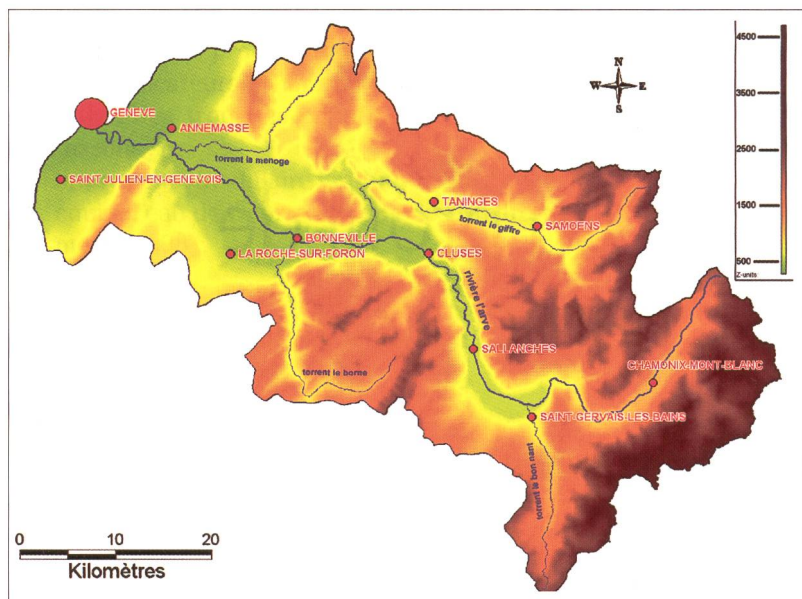 4500
3500
2500
1500
500
Z-units
N
W E
S
GENEVE
ANNEMASSE
torrent la menoge
SAINT JULIEN-EN-GENEVOIS
TANINGES
torrent le giffre
SAMOENS
BONNEVILLE
LA ROCHE-SUR-FORON
CLUSES
rivière l'arve
SALLANCHES
CHAMONIX-MONT-BLANC
torrent le borne
SAINT-GERVAIS-LES-BAINS
torrent le bon nant
0 10 20
Kilomètres